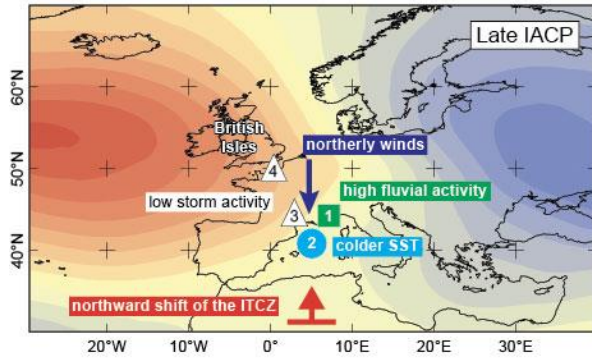 Late IACP
60°N
British
Isles
northerly winds
50°N
4
high fluvial activity
low storm activity
3
1
2
colder SST
40°N
northward shift of the ITCZ
20°W
10°W
0°E
10°E
20°E
30°E